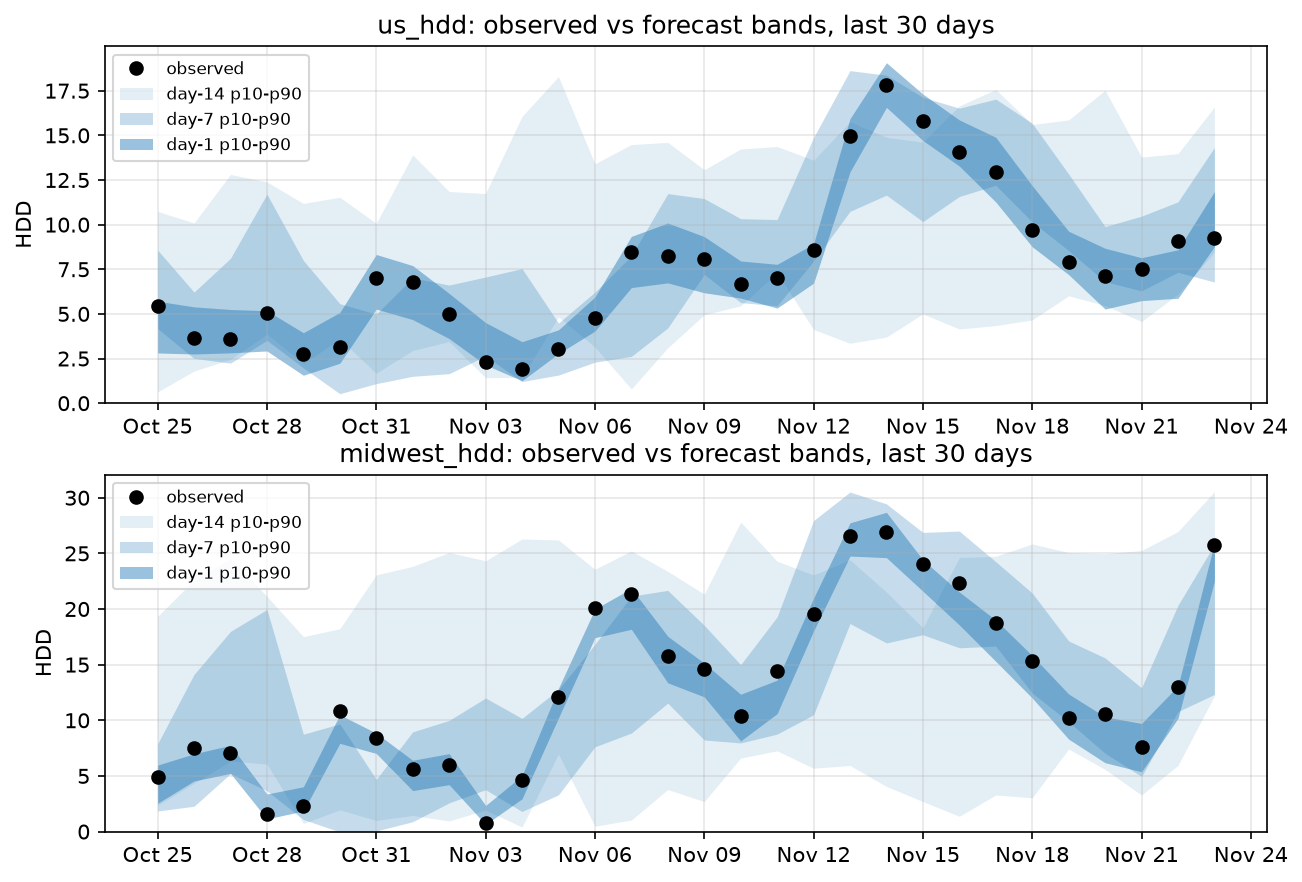 us_hdd: observed vs forecast bands, last 30 days
HDD
17.5
15.0
12.5
10.0
7.5
5.0
2.5
0.0
observed
day-14 p10-p90
day-7 p10-p90
day-1 p10-p90
Oct 25 Oct 28 Oct 31 Nov 03 Nov 06 Nov 09 Nov 12 Nov 15 Nov 18 Nov 21 Nov 24
midwest_hdd: observed vs forecast bands, last 30 days
HDD
30
25
20
15
10
5
0
observed
day-14 p10-p90
day-7 p10-p90
day-1 p10-p90
Oct 25 Oct 28 Oct 31 Nov 03 Nov 06 Nov 09 Nov 12 Nov 15 Nov 18 Nov 21 Nov 24